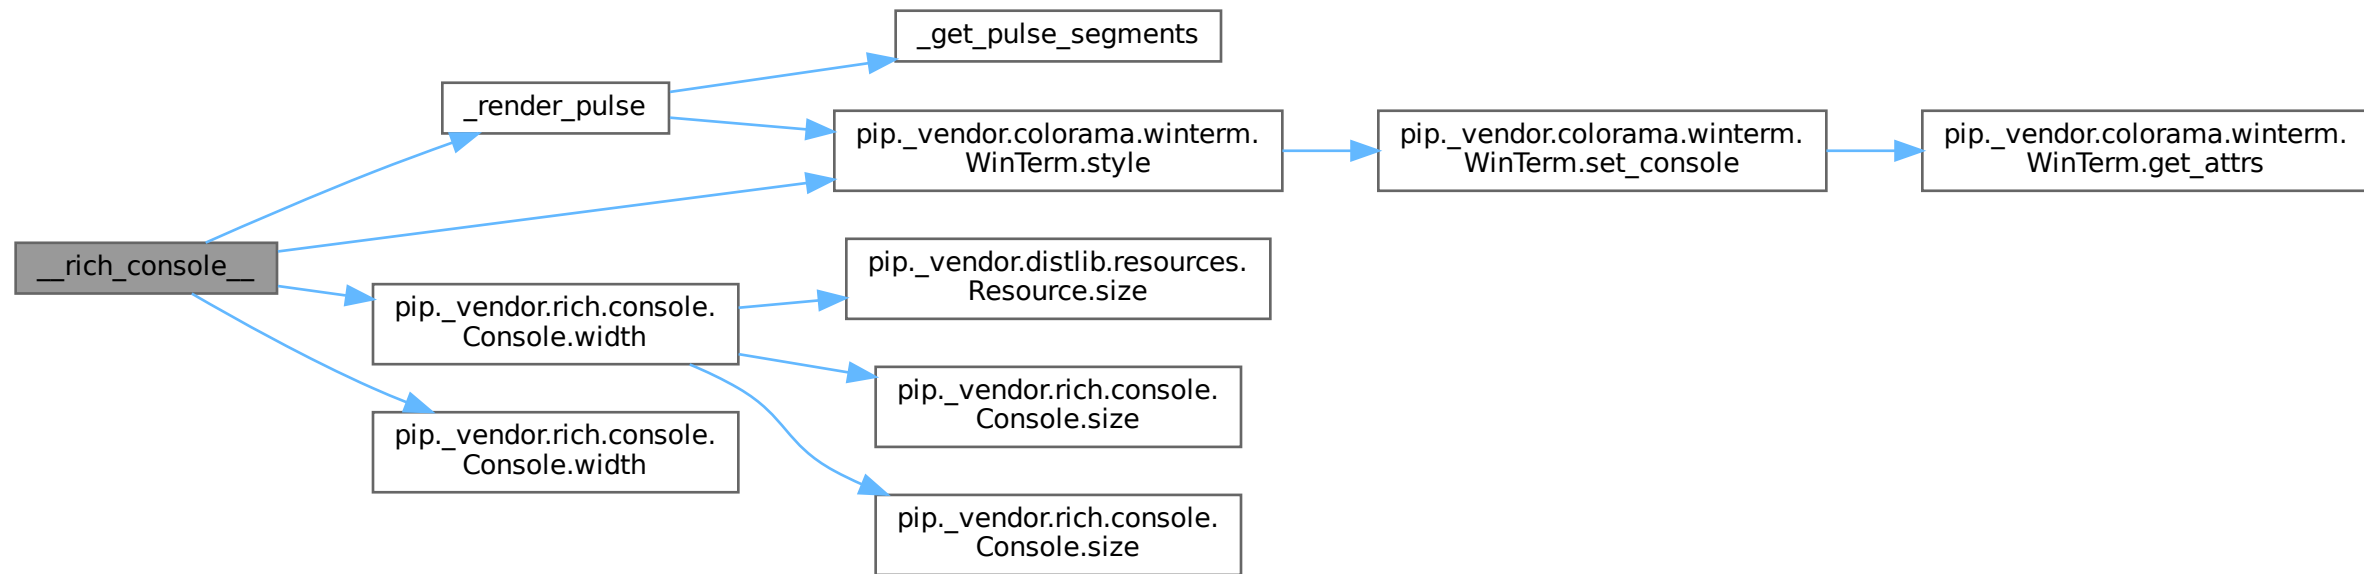 __rich_console__
_render_pulse
_get_pulse_segments
pip._vendor.colorama.winterm.
WinTerm.style
pip._vendor.colorama.winterm.
WinTerm.set_console
pip._vendor.colorama.winterm.
WinTerm.get_attrs
pip._vendor.rich.console.
Console.width
pip._vendor.distlib.resources.
Resource.size
pip._vendor.rich.console.
Console.size
pip._vendor.rich.console.
Console.size
pip._vendor.rich.console.
Console.width